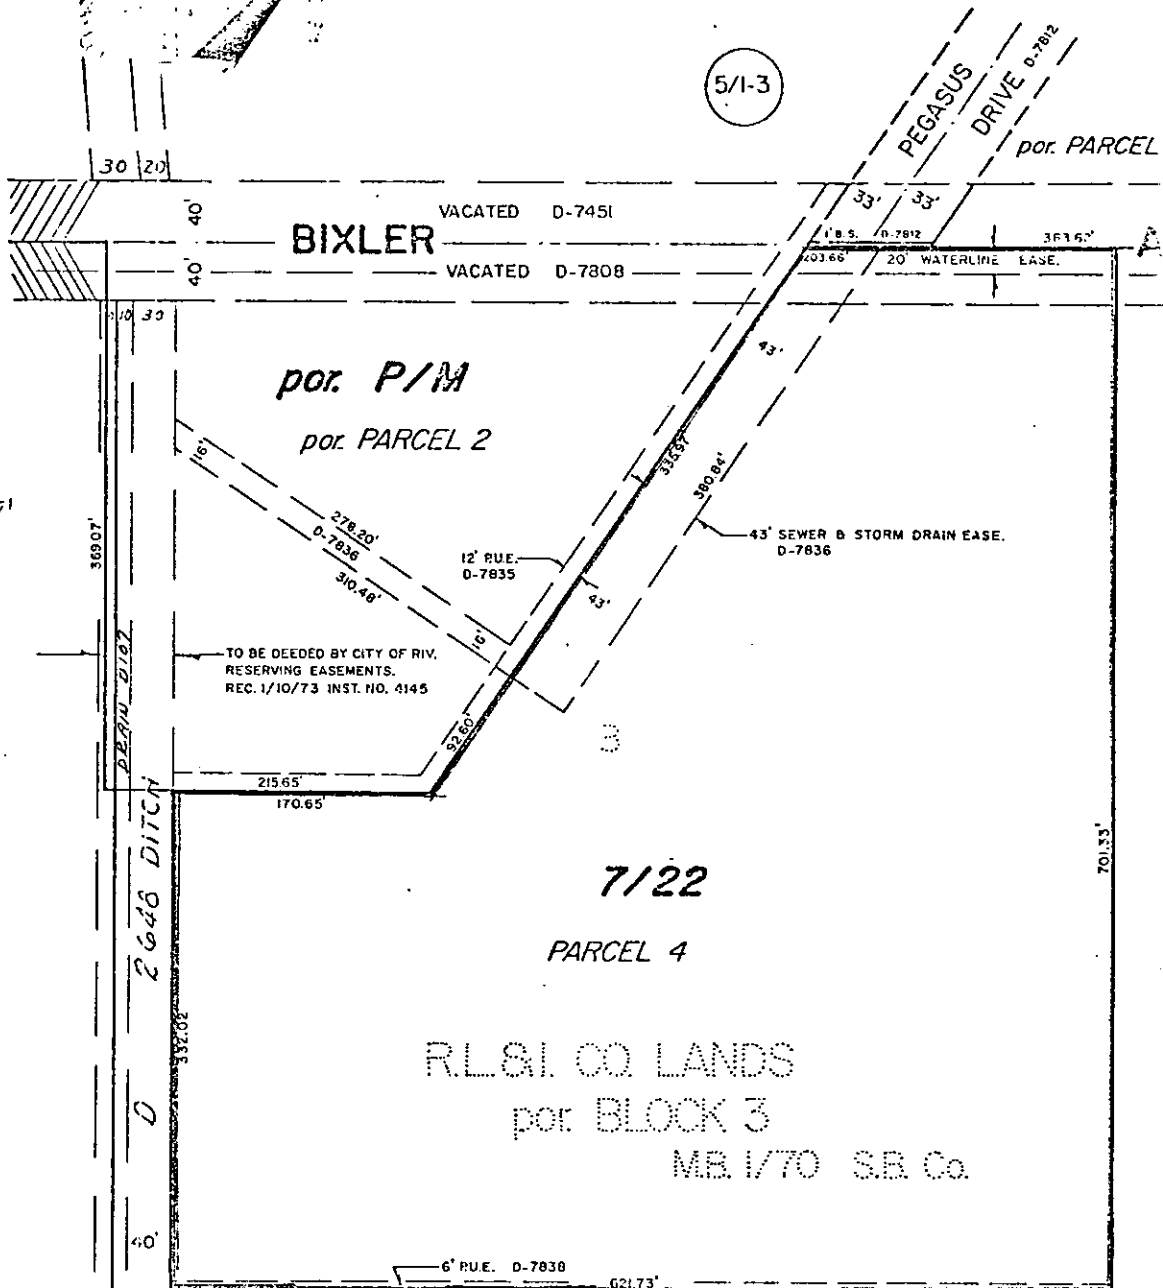 5/1-3
PEGASUS
DRIVE D-7812
por. PARCEL
30 20
40'
VACATED D-7451
33' 33'
BIXLER
1' B.S. D-7812
363.62'
40'
VACATED D-7808
203.66'
20' WATERLINE EASE.
10 30
43'
por. P/M
por. PARCEL 2
16'
335.97'
380.84'
369.07'
278.20'
D-7836
310.48'
43' SEWER & STORM DRAIN EASE.
D-7836
12' P.U.E.
D-7835
43'
16'
TO BE DEEDED BY CITY OF RIV.
RESERVING EASEMENTS.
REC. 1/10/73 INST. NO. 4145
DRAIN D107
92.60'
3
215.65'
170.65'
2648 DITCH
701.33'
7/22
PARCEL 4
332.02
R.L.&I. CO. LANDS
por. BLOCK 3
M.B. 1/70 S.B. Co.
D
60'
6' P.U.E. D-7838
621.73'